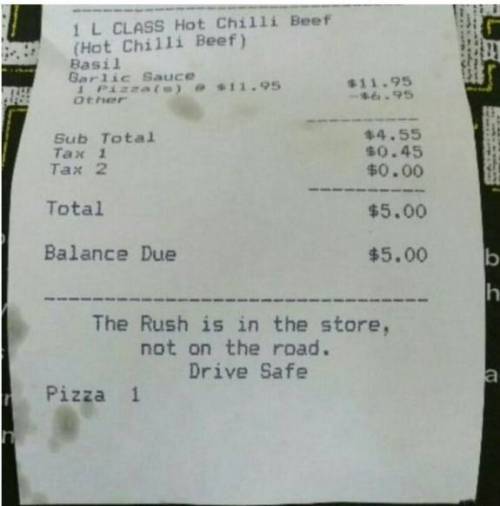 1 L CLASS Hot Chilli Beef
(Hot Chilli Beef)
Basil
Garlic Sauce
1 Pizza(s) @ $11.95 $11.95
Other -$6.95
Sub Total $4.55
Tax 1 $0.45
Tax 2 $0.00
Total $5.00
Balance Due $5.00
The Rush is in the store,
not on the road.
Drive Safe
Pizza 1